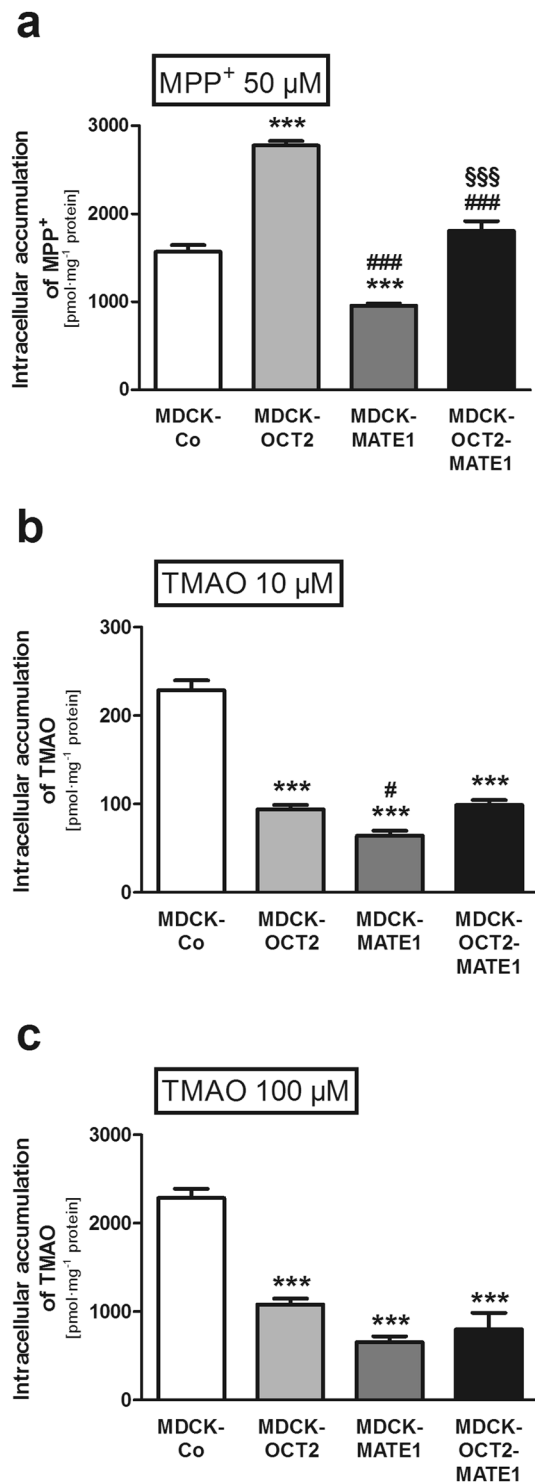 a
MPP⁺ 50 µM
Intracellular accumulation
of MPP⁺
[pmol·mg⁻¹ protein]
3000
2000
1000
0
***
###
***
§§§
###
MDCK-
Co
MDCK-
OCT2
MDCK-
MATE1
MDCK-
OCT2-
MATE1
b
TMAO 10 µM
Intracellular accumulation
of TMAO
[pmol·mg⁻¹ protein]
300
200
100
0
***
#
***
***
MDCK-
Co
MDCK-
OCT2
MDCK-
MATE1
MDCK-
OCT2-
MATE1
c
TMAO 100 µM
Intracellular accumulation
of TMAO
[pmol·mg⁻¹ protein]
3000
2000
1000
0
***
***
***
MDCK-
Co
MDCK-
OCT2
MDCK-
MATE1
MDCK-
OCT2-
MATE1